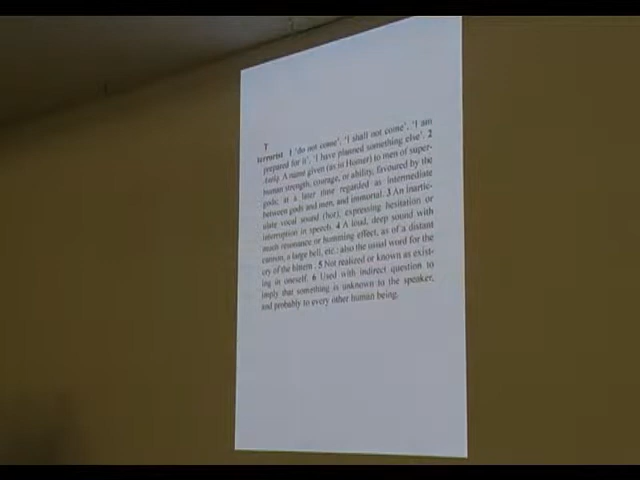 T
terrorist 1 'do not come', 'I shall not come', 'I am
prepared for it', 'I have planned something else'. 2
Antiq. A name given (as in Homer) to men of super-
human strength, courage, or ability, favoured by the
gods; at a later time regarded as intermediate
between gods and men, and immortal. 3 An inartic-
ulate vocal sound (hor), expressing hesitation or
interruption in speech. 4 A loud, deep sound with
much resonance or humming effect, as of a distant
cannon, a large bell, etc.; also the usual word for the
cry of the bittern . 5 Not realized or known as exist-
ing in oneself. 6 Used with indirect question to
imply that something is unknown to the speaker,
and probably to every other human being.